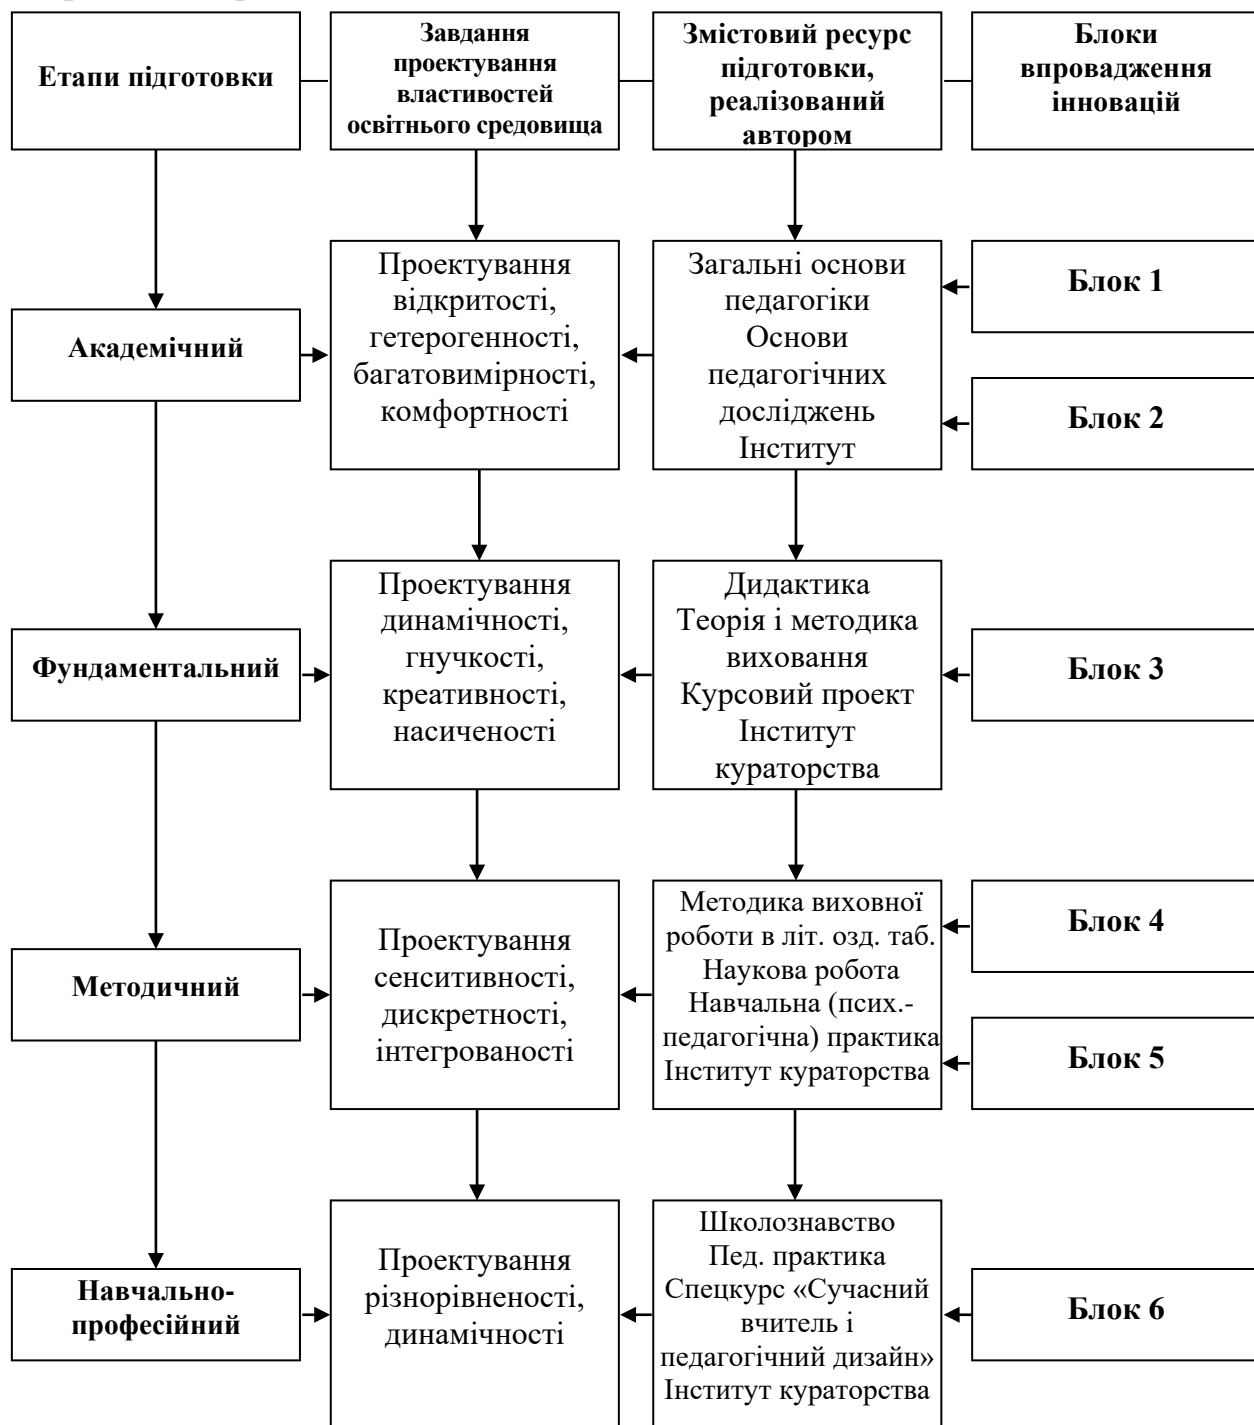 Етапи підготовки
Завдання
проектування
властивостей
освітнього средовища
Змістовий ресурс
підготовки,
реалізований
автором
Блоки
впровадження
інновацій
Академічний
Проектування
відкритості,
гетерогенності,
багатовимірності,
комфортності
Загальні основи
педагогіки
Основи
педагогічних
досліджень
Інститут
Блок 1
Блок 2
Фундаментальний
Проектування
динамічності,
гнучкості,
креативності,
насиченості
Дидактика
Теорія і методика
виховання
Курсовий проект
Інститут
кураторства
Блок 3
Методичний
Проектування
сенситивності,
дискретності,
інтегрованості
Методика виховної
роботи в літ. озд. таб.
Наукова робота
Навчальна (псих.-
педагогічна) практика
Інститут кураторства
Блок 4
Блок 5
Навчально-
професійний
Проектування
різнорівненості,
динамічності
Школознавство
Пед. практика
Спецкурс «Сучасний
вчитель і
педагогічний дизайн»
Інститут кураторства
Блок 6